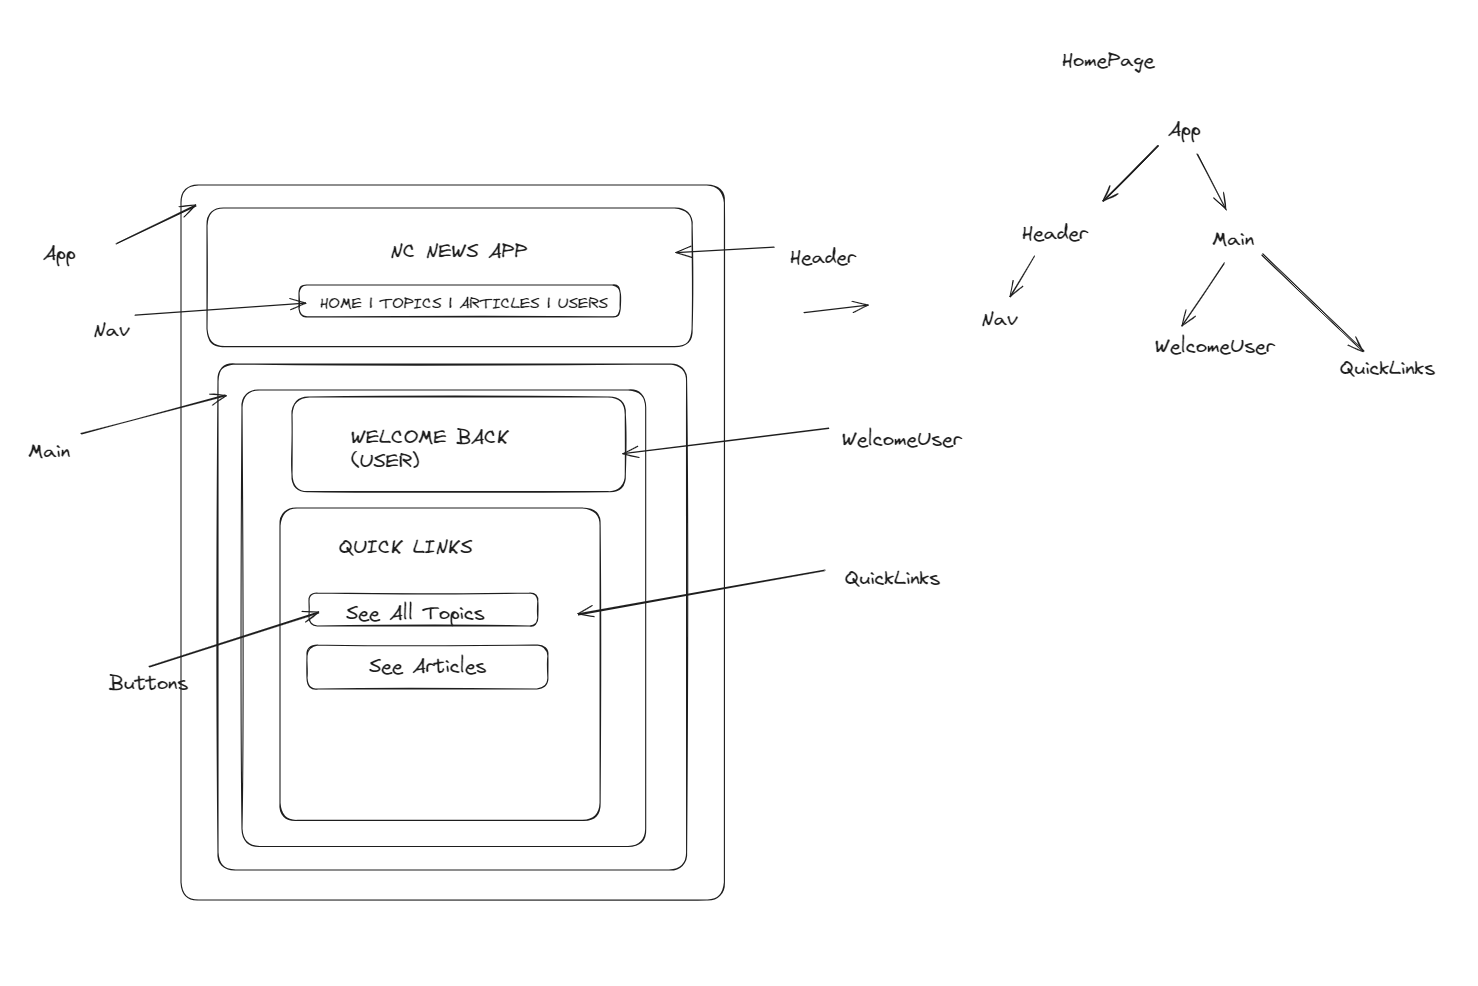 HomePage
App
Header
Main
Nav
WelcomeUser
QuickLinks
App
NC NEWS APP
Header
HOME | TOPICS | ARTICLES | USERS
Nav
Main
WELCOME BACK
(USER)
WelcomeUser
QUICK LINKS
QuickLinks
See All Topics
See Articles
Buttons